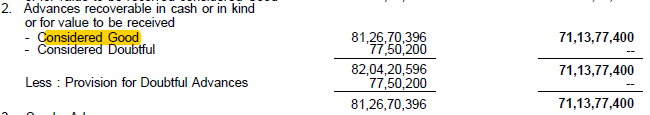 2. Advances recoverable in cash or in kind
or for value to be received
- Considered Good 81,26,70,396 71,13,77,400
- Considered Doubtful 77,50,200 --
82,04,20,596 71,13,77,400
Less : Provision for Doubtful Advances 77,50,200 --
81,26,70,396 71,13,77,400